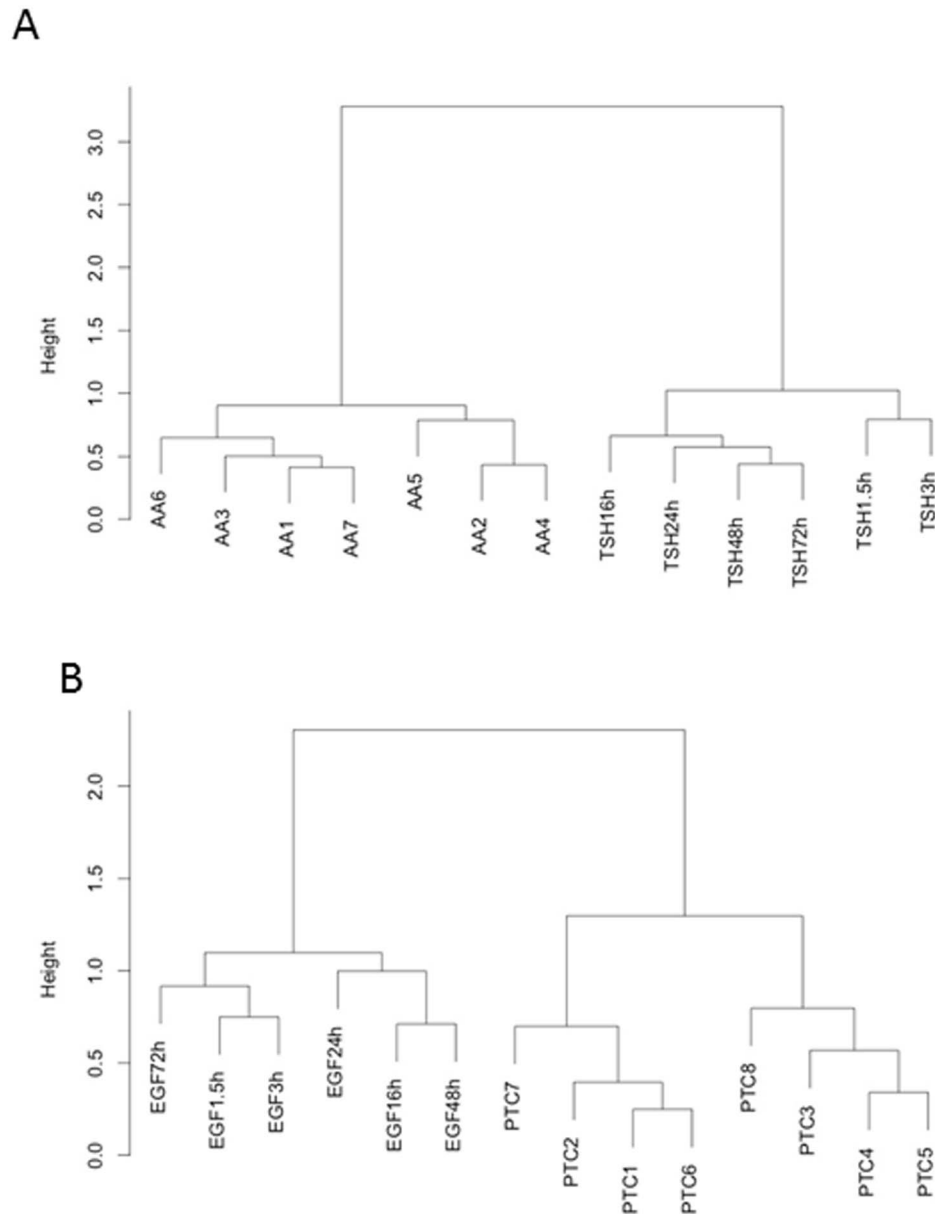 A
Height
0.0
0.5
1.0
1.5
2.0
2.5
3.0
AA6
AA3
AA1
AA7
AA5
AA2
AA4
TSH16h
TSH24h
TSH48h
TSH72h
TSH1.5h
TSH3h
B
Height
0.0
0.5
1.0
1.5
2.0
EGF72h
EGF1.5h
EGF3h
EGF24h
EGF16h
EGF48h
PTC7
PTC2
PTC1
PTC6
PTC8
PTC3
PTC4
PTC5